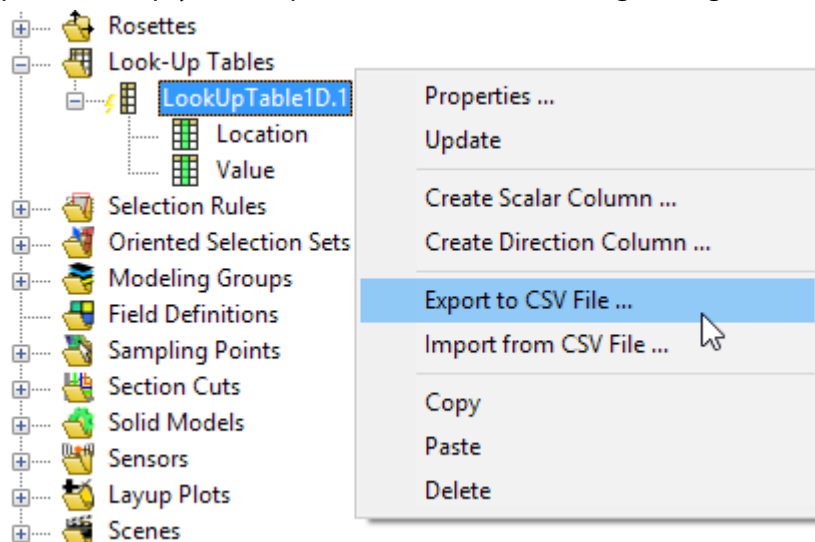 Rosettes
Look-Up Tables
LookUpTable1D.1
Location
Value
Selection Rules
Oriented Selection Sets
Modeling Groups
Field Definitions
Sampling Points
Section Cuts
Solid Models
Sensors
Layup Plots
Scenes
Properties ...
Update
Create Scalar Column ...
Create Direction Column ...
Export to CSV File ...
Import from CSV File ...
Copy
Paste
Delete